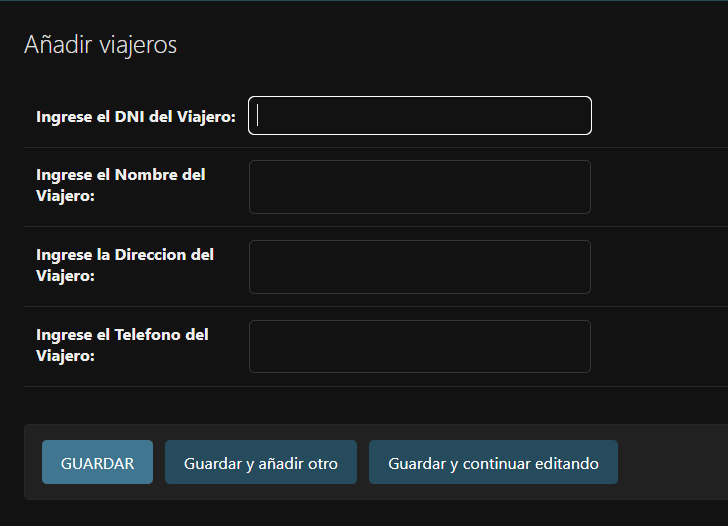 Añadir viajeros
Ingrese el DNI del Viajero:
Ingrese el Nombre del
Viajero:
Ingrese la Direccion del
Viajero:
Ingrese el Telefono del
Viajero:
GUARDAR
Guardar y añadir otro
Guardar y continuar editando